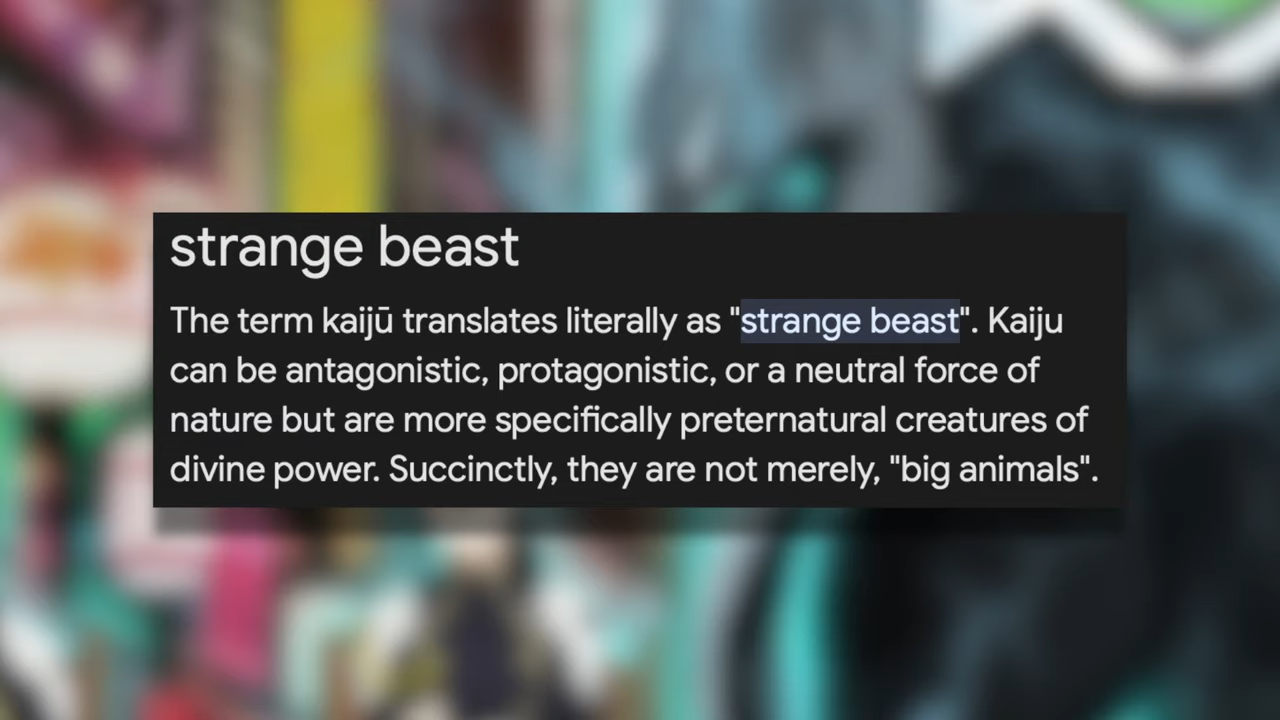 strange beast
The term kaijū translates literally as "strange beast". Kaiju
can be antagonistic, protagonistic, or a neutral force of
nature but are more specifically preternatural creatures of
divine power. Succinctly, they are not merely, "big animals".